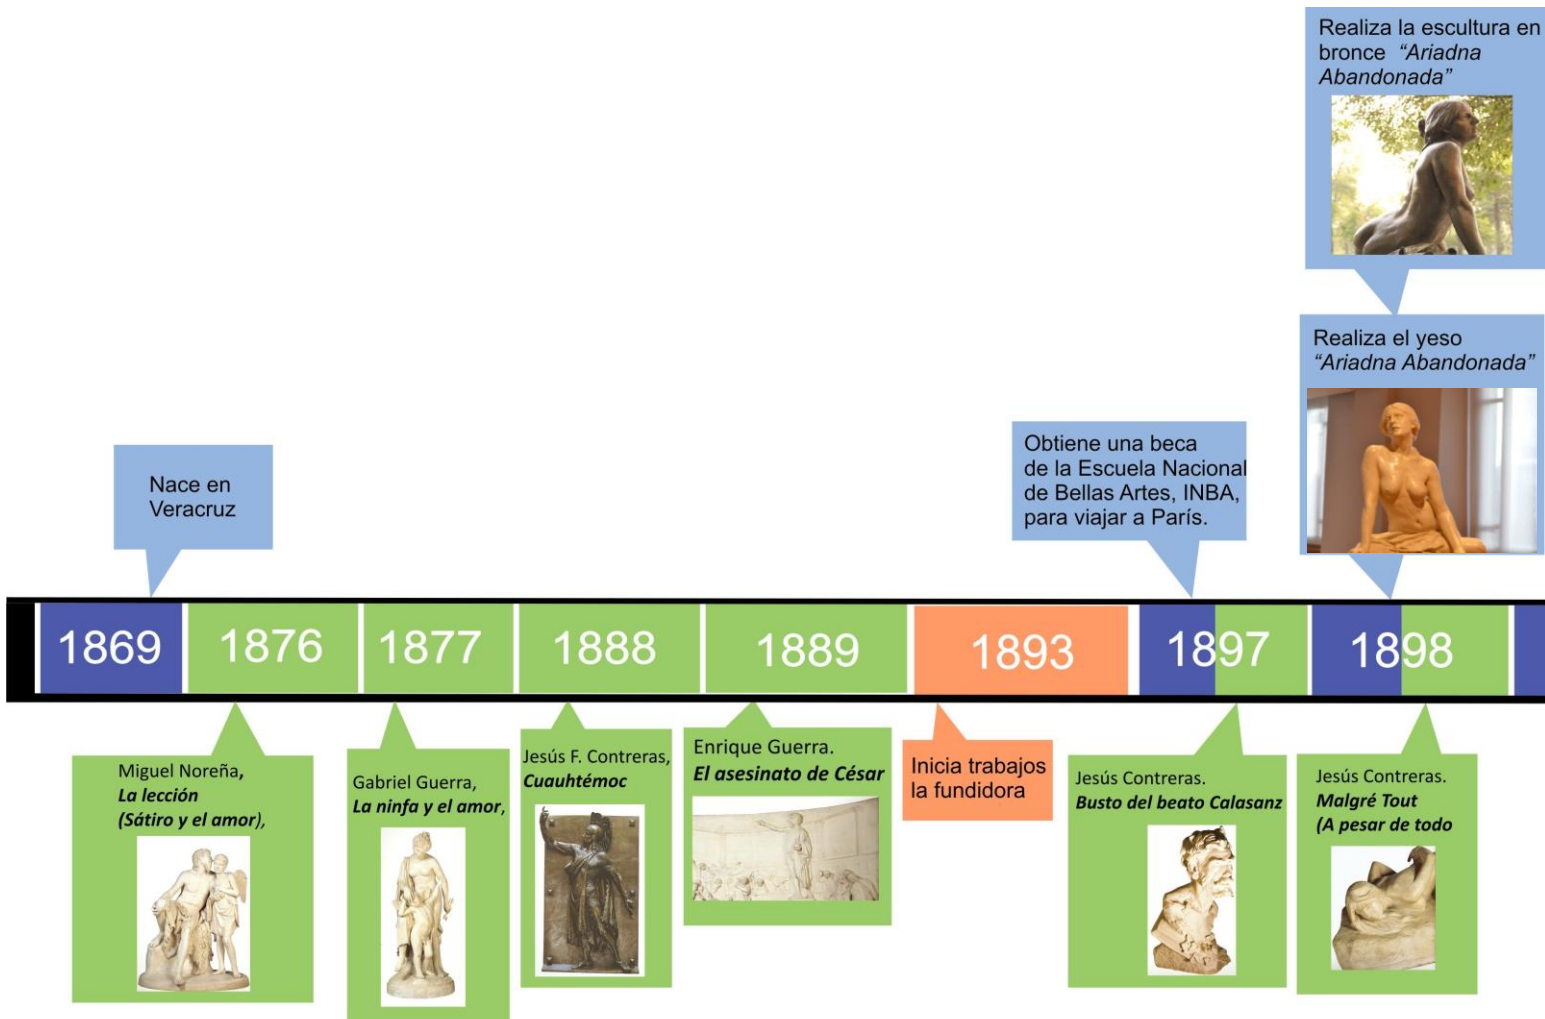 Realiza la escultura en
bronce “Ariadna
Abandonada”
Realiza el yeso
“Ariadna Abandonada”
Nace en
Veracruz
Obtiene una beca
de la Escuela Nacional
de Bellas Artes, INBA,
para viajar a París.
1869
1876
1877
1888
1889
1893
1897
1898
Miguel Noreña,
La lección
(Sátiro y el amor),
Gabriel Guerra,
La ninfa y el amor,
Jesús F. Contreras,
Cuauhtémoc
Enrique Guerra.
El asesinato de César
Inicia trabajos
la fundidora
Jesús Contreras.
Busto del beato Calasanz
Jesús Contreras.
Malgré Tout
(A pesar de todo